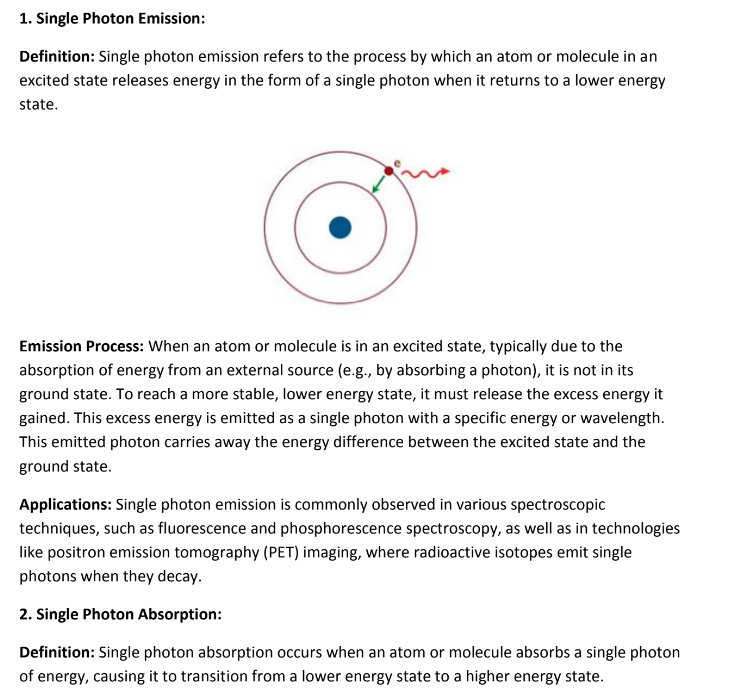 1. Single Photon Emission:
Definition: Single photon emission refers to the process by which an atom or molecule in an
excited state releases energy in the form of a single photon when it returns to a lower energy
state.
e
Emission Process: When an atom or molecule is in an excited state, typically due to the
absorption of energy from an external source (e.g., by absorbing a photon), it is not in its
ground state. To reach a more stable, lower energy state, it must release the excess energy it
gained. This excess energy is emitted as a single photon with a specific energy or wavelength.
This emitted photon carries away the energy difference between the excited state and the
ground state.
Applications: Single photon emission is commonly observed in various spectroscopic
techniques, such as fluorescence and phosphorescence spectroscopy, as well as in technologies
like positron emission tomography (PET) imaging, where radioactive isotopes emit single
photons when they decay.
2. Single Photon Absorption:
Definition: Single photon absorption occurs when an atom or molecule absorbs a single photon
of energy, causing it to transition from a lower energy state to a higher energy state.